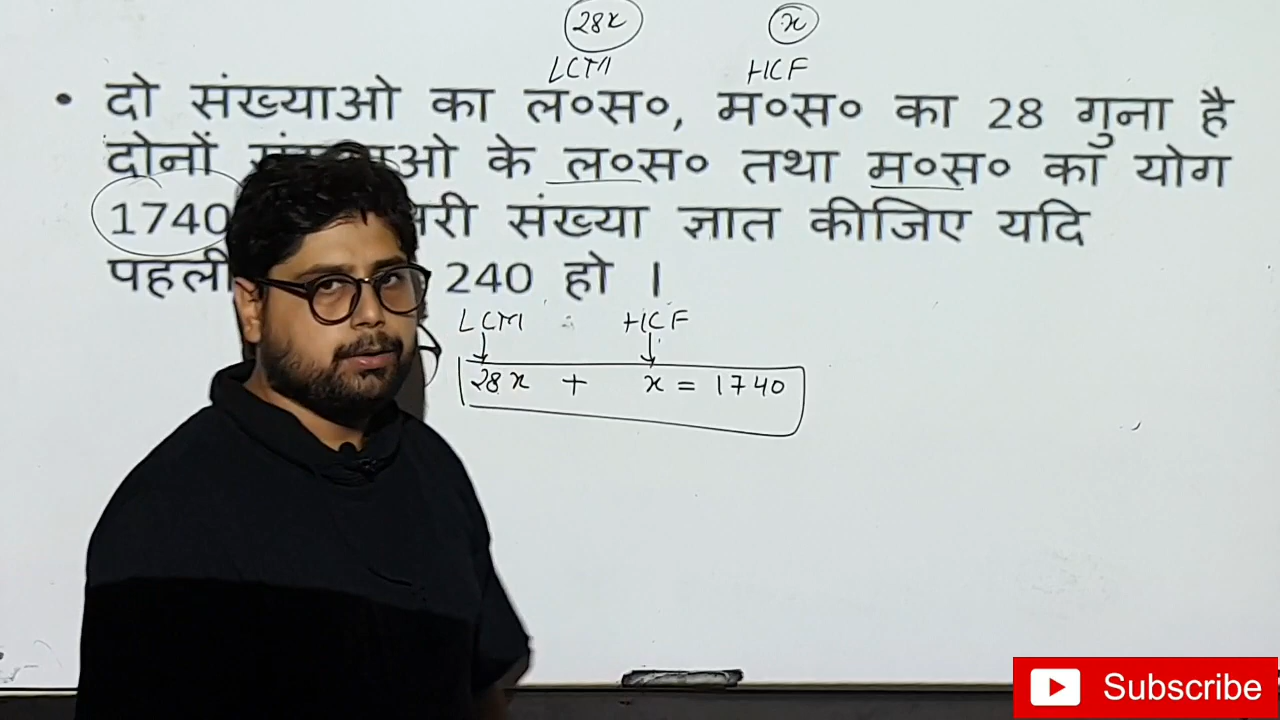 28x x
LCM HCF
• दो संख्याओ का ल०स०, म०स० का 28 गुना है
दोनों संख्याओ के ल०स० तथा म०स० का योग
1740 संख्या ज्ञात कीजिए यदि
पहली 240 हो ।
LCM HCF
28x + x = 1740
Subscribe